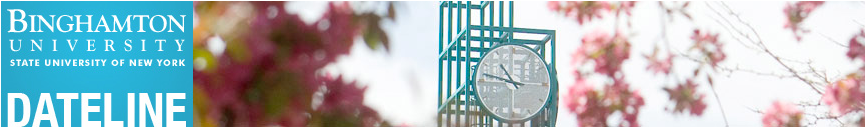 BINGHAMTON
UNIVERSITY
STATE UNIVERSITY OF NEW YORK
DATELINE